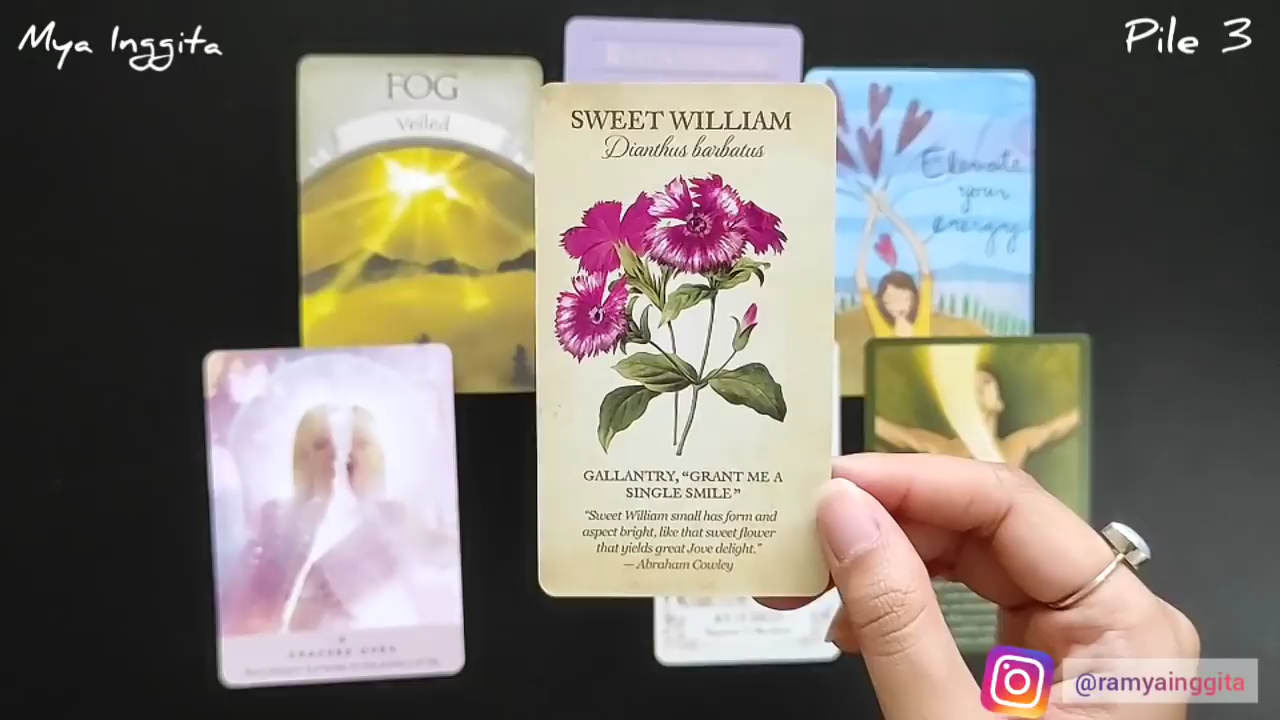 Mya Inggita
Pile 3
FOG
Veiled
SWEET WILLIAM
Dianthus barbatus
Elevate
your
energy
GALLANTRY, “GRANT ME A
SINGLE SMILE”
“Sweet William small has form and
aspect bright, like that sweet flower
that yields great Jove delight.”
— Abraham Cowley
@ramyainggita